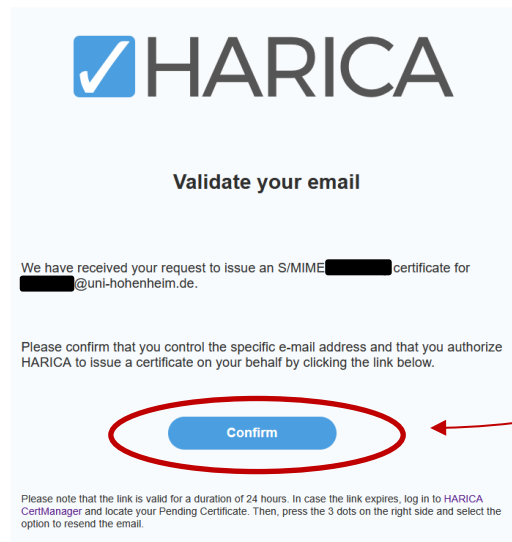 HARICA
Validate your email
We have received your request to issue an S/MIME certificate for
@uni-hohenheim.de.
Please confirm that you control the specific e-mail address and that you authorize
HARICA to issue a certificate on your behalf by clicking the link below.
Confirm
Please note that the link is valid for a duration of 24 hours. In case the link expires, log in to HARICA
CertManager and locate your Pending Certificate. Then, press the 3 dots on the right side and select the
option to resend the email.